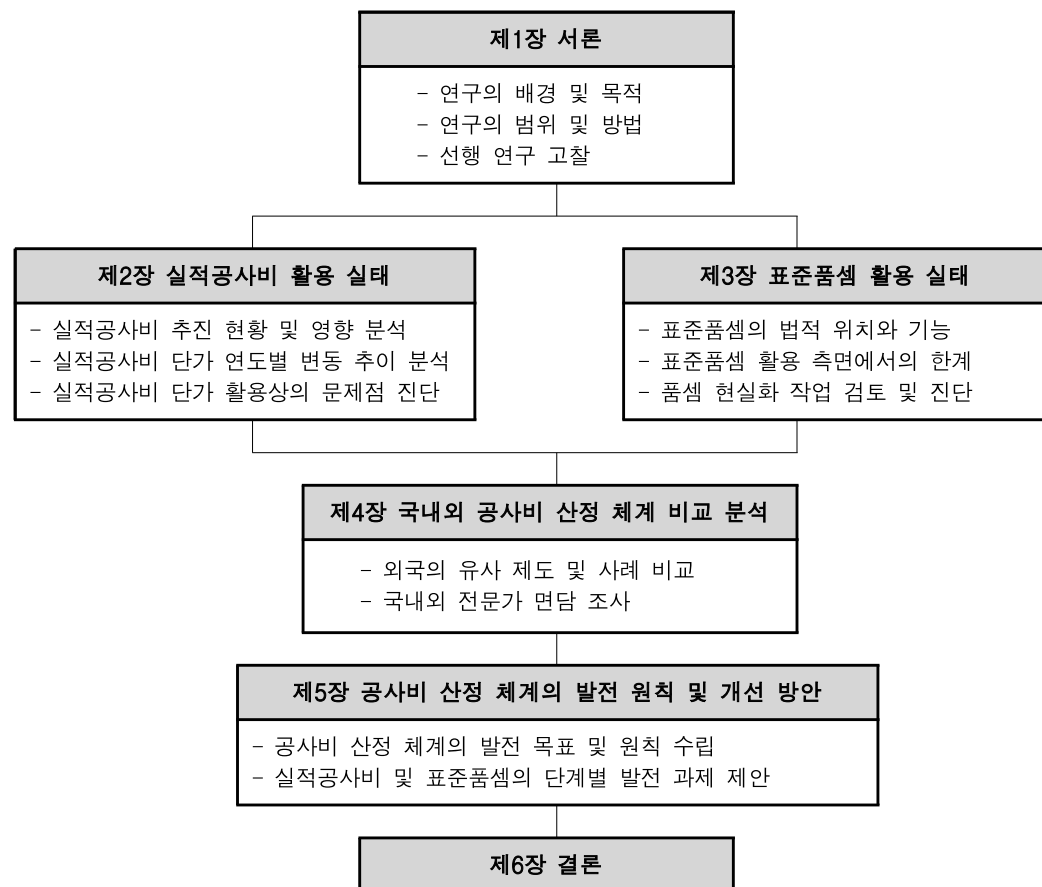 제1장 서론
- 연구의 배경 및 목적
- 연구의 범위 및 방법
- 선행 연구 고찰
제2장 실적공사비 활용 실태
- 실적공사비 추진 현황 및 영향 분석
- 실적공사비 단가 연도별 변동 추이 분석
- 실적공사비 단가 활용상의 문제점 진단
제3장 표준품셈 활용 실태
- 표준품셈의 법적 위치와 기능
- 표준품셈 활용 측면에서의 한계
- 품셈 현실화 작업 검토 및 진단
제4장 국내외 공사비 산정 체계 비교 분석
- 외국의 유사 제도 및 사례 비교
- 국내외 전문가 면담 조사
제5장 공사비 산정 체계의 발전 원칙 및 개선 방안
- 공사비 산정 체계의 발전 목표 및 원칙 수립
- 실적공사비 및 표준품셈의 단계별 발전 과제 제안
제6장 결론